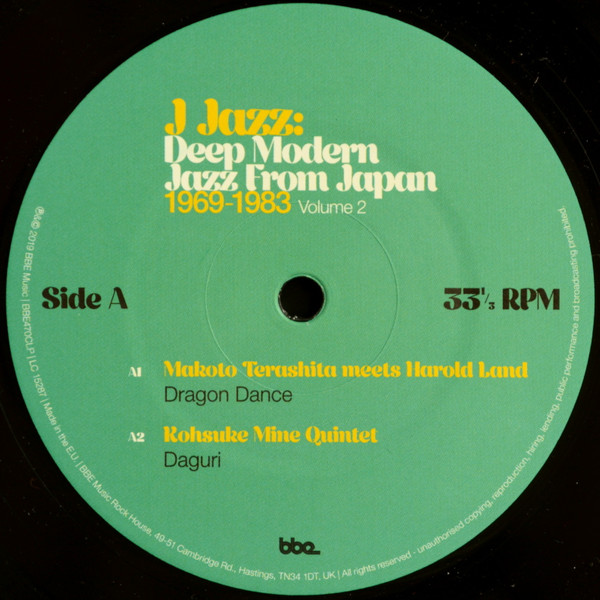 J Jazz:
Deep Modern
Jazz From Japan
1969-1983 Volume 2
Side A
33⅓ RPM
A1 Makoto Terashita meets Harold Land
Dragon Dance
A2 Kohsuke Mine Quintet
Daguri
bbe
℗© 2019 BBE Music | BBE470CLP | LC 15287 | Made in the E.U. | BBE Music Rock House, 49-51 Cambridge Rd., Hastings, TN34 1DT, UK | All rights reserved - unauthorised copying, reproduction, hiring, lending, public performance and broadcasting prohibited